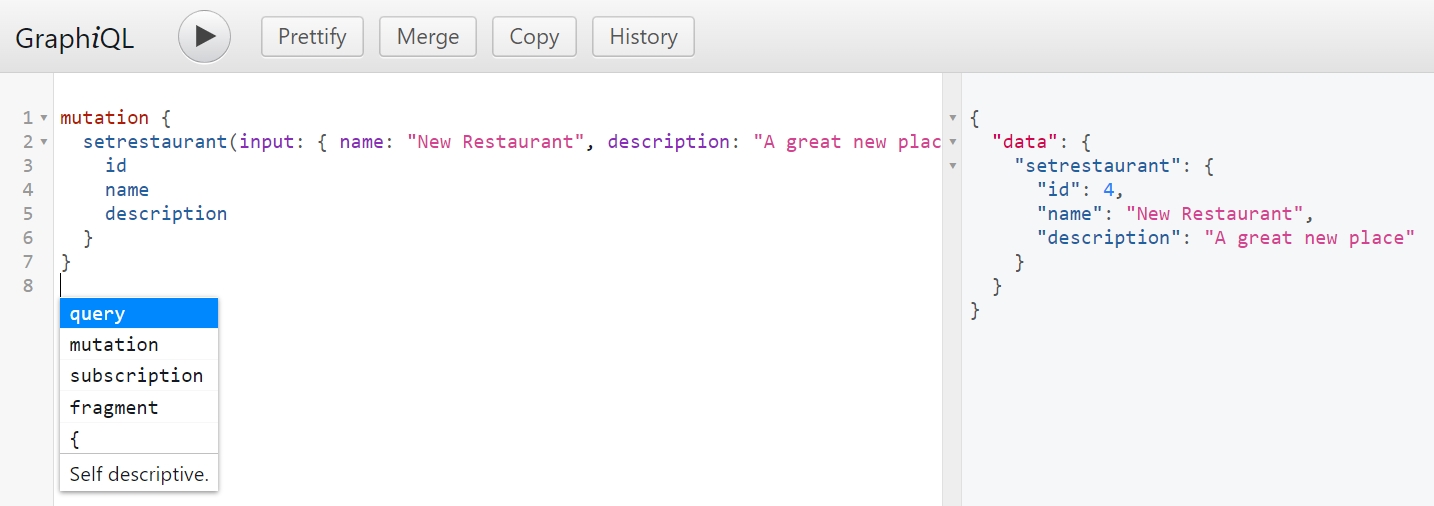 GraphiQL Prettify Merge Copy History
1 mutation {
2 setrestaurant(input: { name: "New Restaurant", description: "A great new plac
3 id
4 name
5 description
6 }
7 }
8
query
mutation
subscription
fragment
{
Self descriptive.
{
"data": {
"setrestaurant": {
"id": 4,
"name": "New Restaurant",
"description": "A great new place"
}
}
}